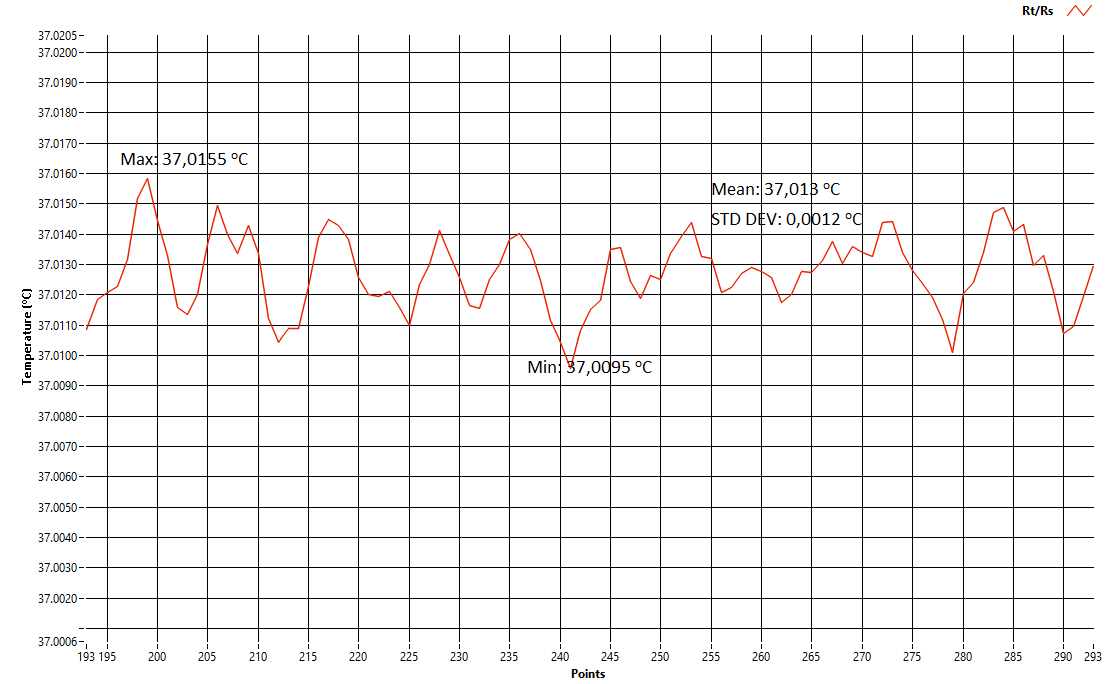 Rt/Rs
37.0205
37.0200
37.0190
37.0180
37.0170
Max: 37,0155 °C
37.0160
Mean: 37,013 °C
37.0150
STD DEV: 0,0012 °C
37.0140
37.0130
37.0120
37.0110
37.0100
Min: 37,0095 °C
37.0090
37.0080
37.0070
37.0060
37.0050
37.0040
37.0030
37.0020
37.0006
Temperature (°C)
193 195 200 205 210 215 220 225 230 235 240 245 250 255 260 265 270 275 280 285 290 293
Points